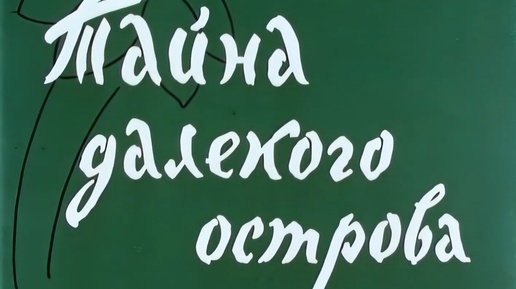 Тайна
далекого
острова